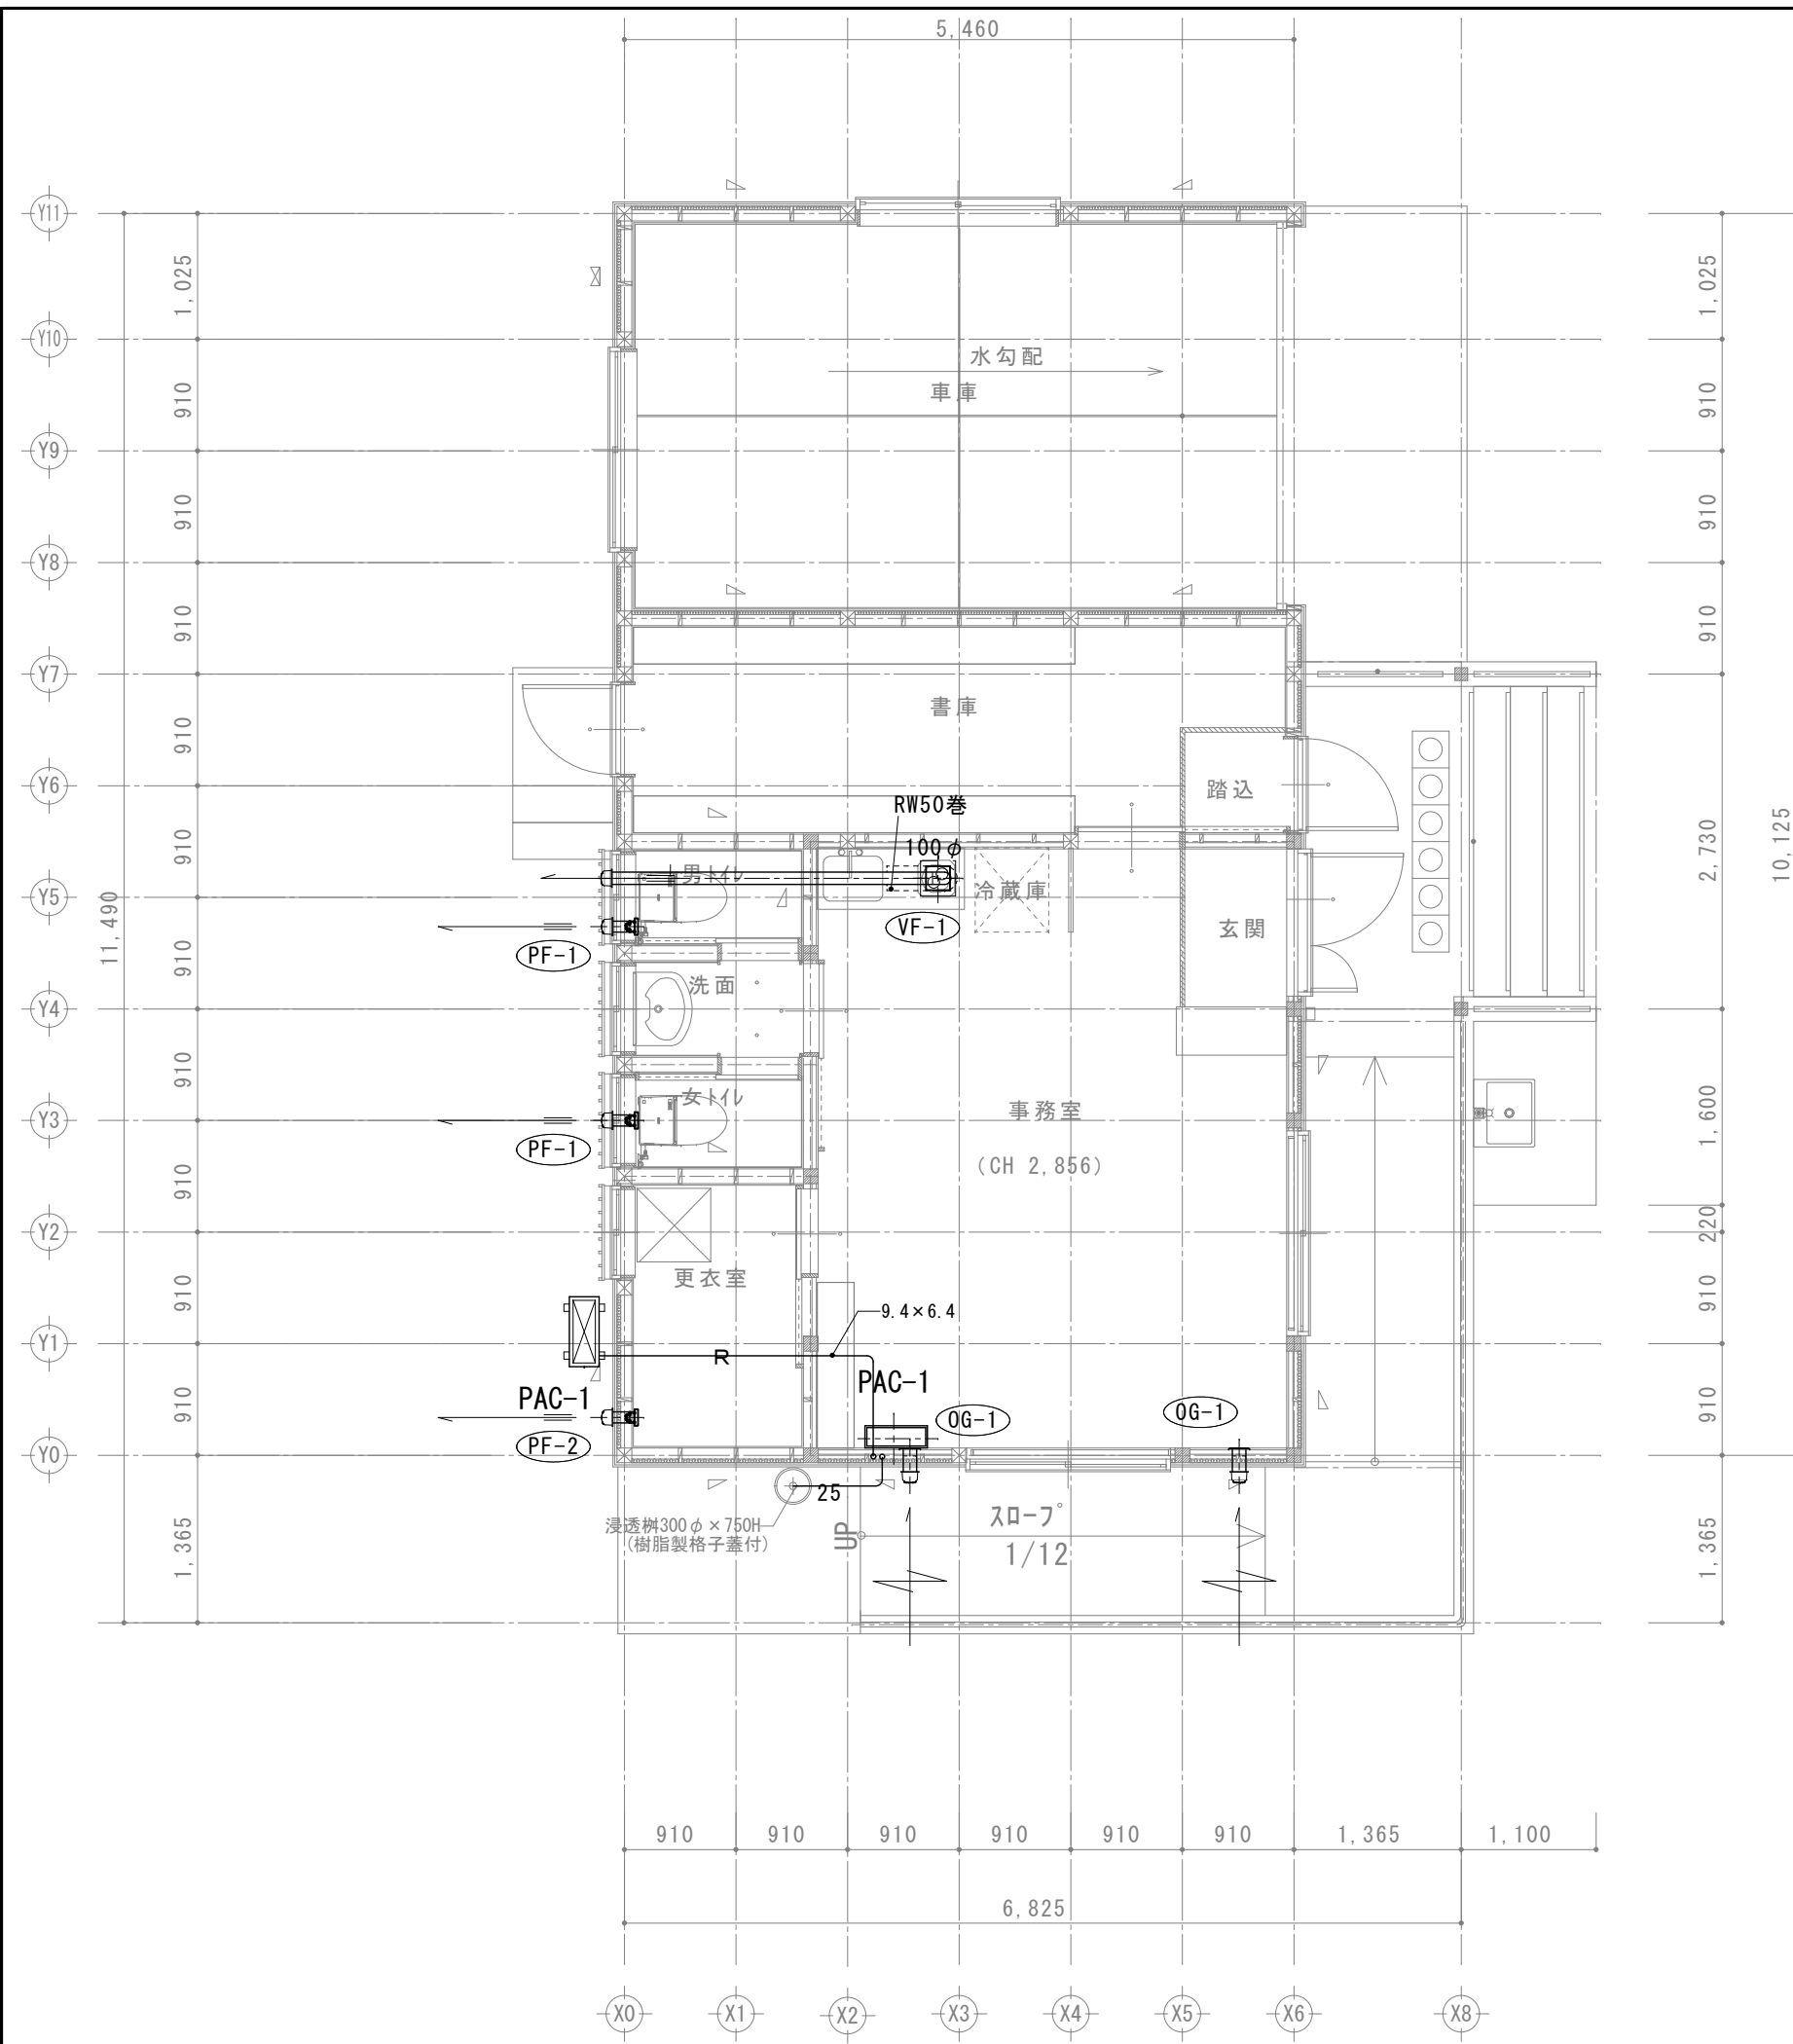 5,460
Y11
1,025
1,025
Y10
水勾配
車庫
910
910
Y9
910
910
Y8
910
910
Y7
書庫
910
910
Y6
踏込
RW50巻
2,730
10,125
910
100φ
男トイレ
冷蔵庫
Y5
11,490
玄関
VF-1
PF-1
910
洗面
Y4
910
女トイレ
事務室
1,600
Y3
PF-1
(CH 2,856)
910
220
Y2
更衣室
910
9.4×6.4
910
Y1
R
PAC-1
PAC-1
910
OG-1
OG-1
910
PF-2
Y0
25
浸透桝300φ×750H
(樹脂製格子蓋付)
UP
スロープ
1/12
1,365
1,365
910
910
910
910
910
910
1,365
1,100
6,825
X0
X1
X2
X3
X4
X5
X6
X8